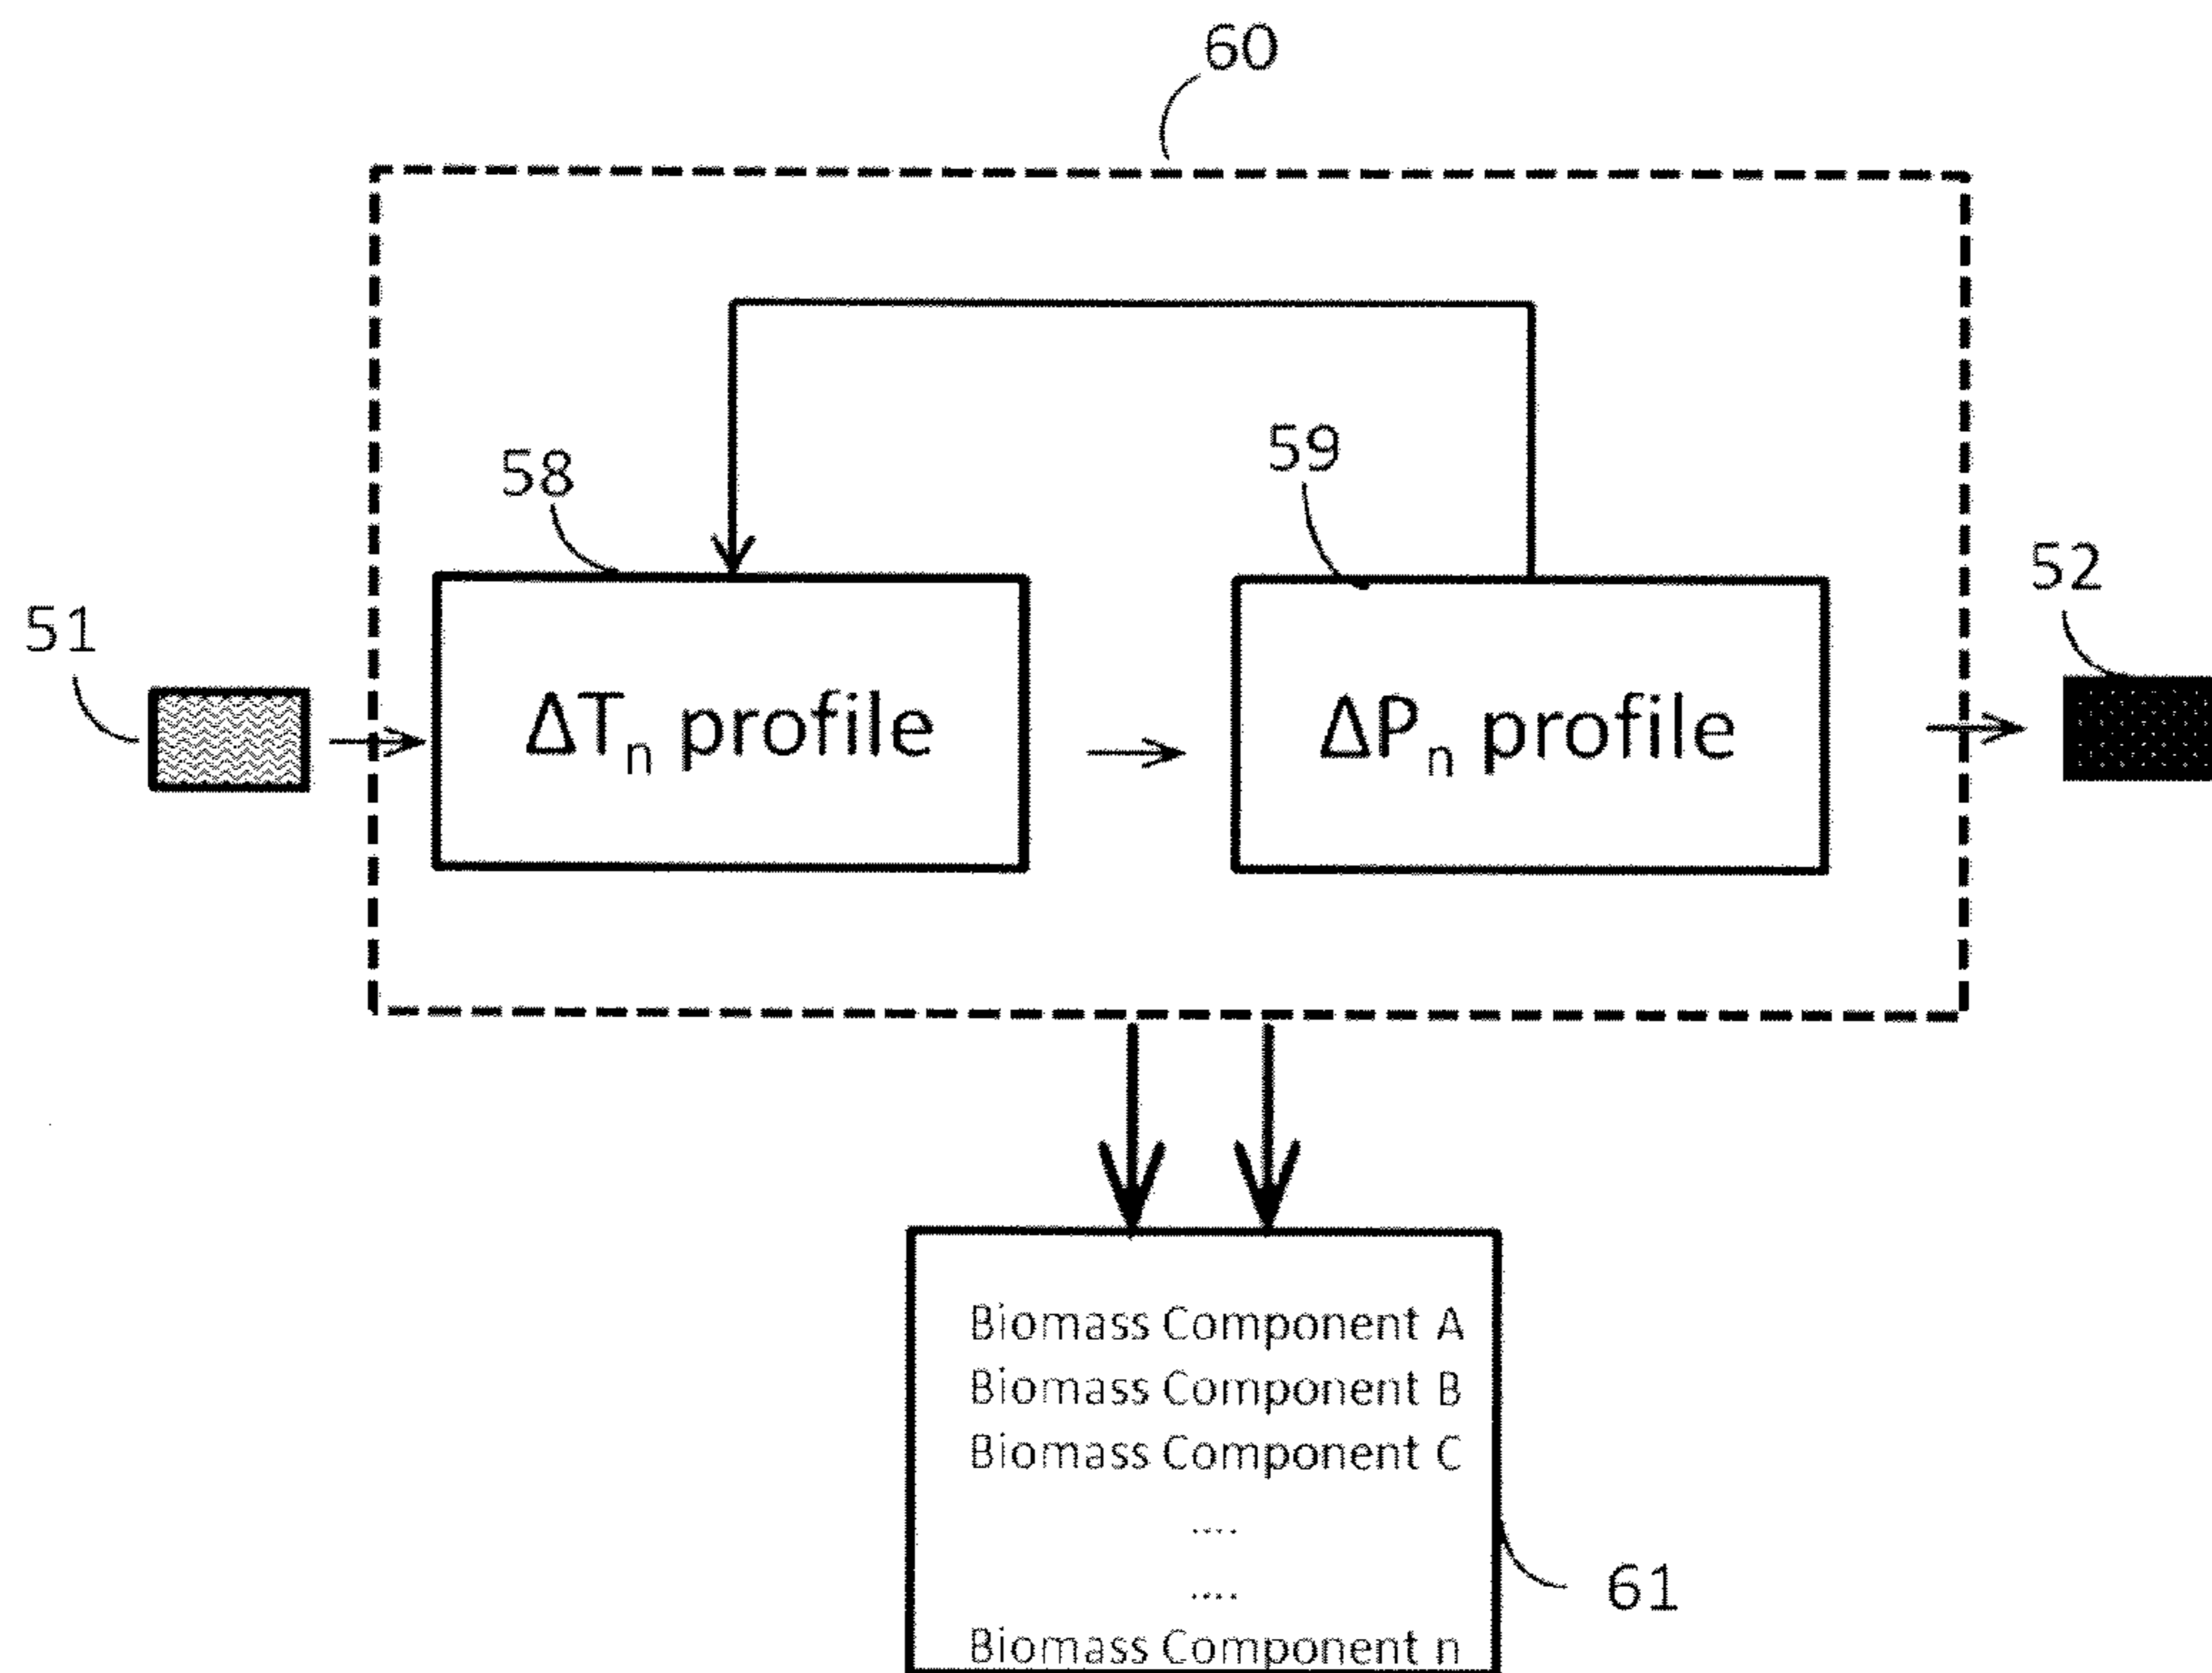 60
58
59
52
51
ΔTn profile
ΔPn profile
Biomass Component A
Biomass Component B
Biomass Component C
....
....
Biomass Component n
61